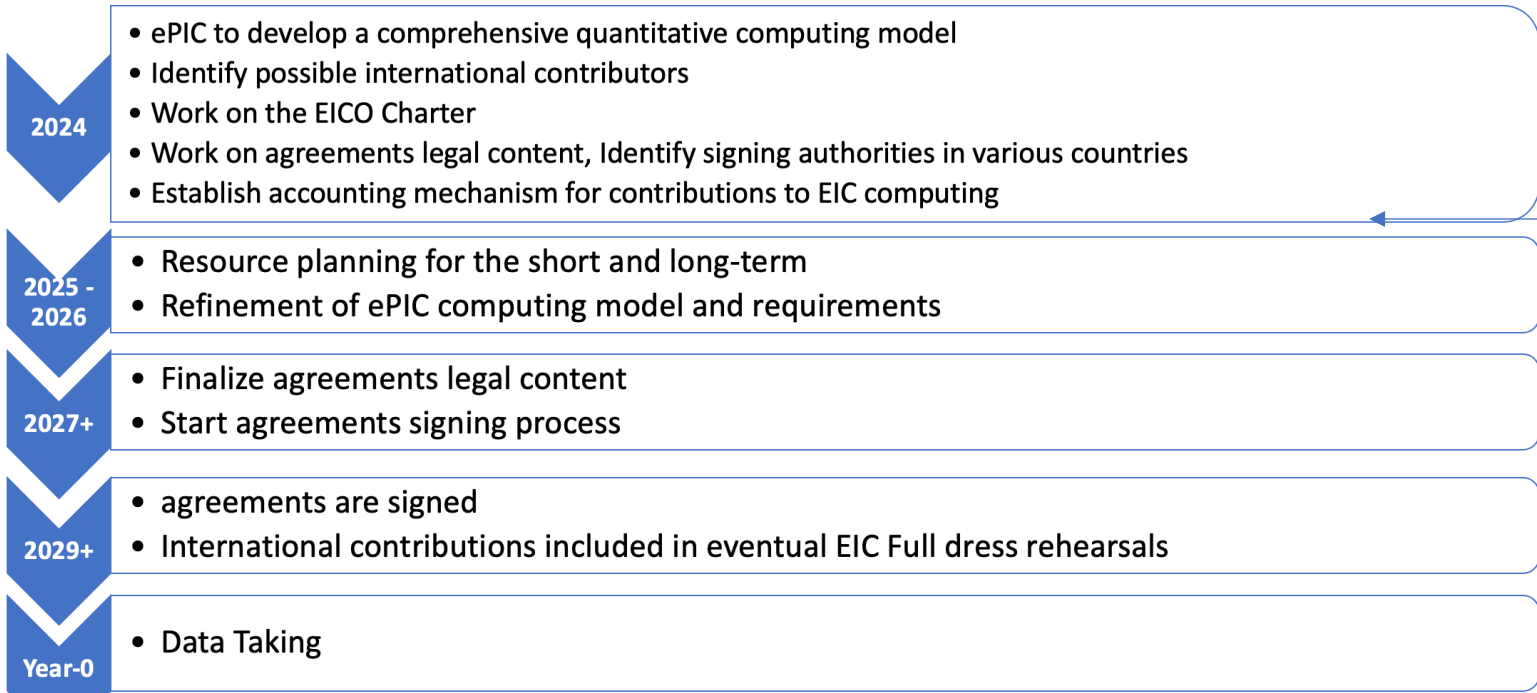 2024
• ePIC to develop a comprehensive quantitative computing model
• Identify possible international contributors
• Work on the EICO Charter
• Work on agreements legal content, Identify signing authorities in various countries
• Establish accounting mechanism for contributions to EIC computing
2025 -
2026
• Resource planning for the short and long-term
• Refinement of ePIC computing model and requirements
2027+
• Finalize agreements legal content
• Start agreements signing process
2029+
• agreements are signed
• International contributions included in eventual EIC Full dress rehearsals
Year-0
• Data Taking